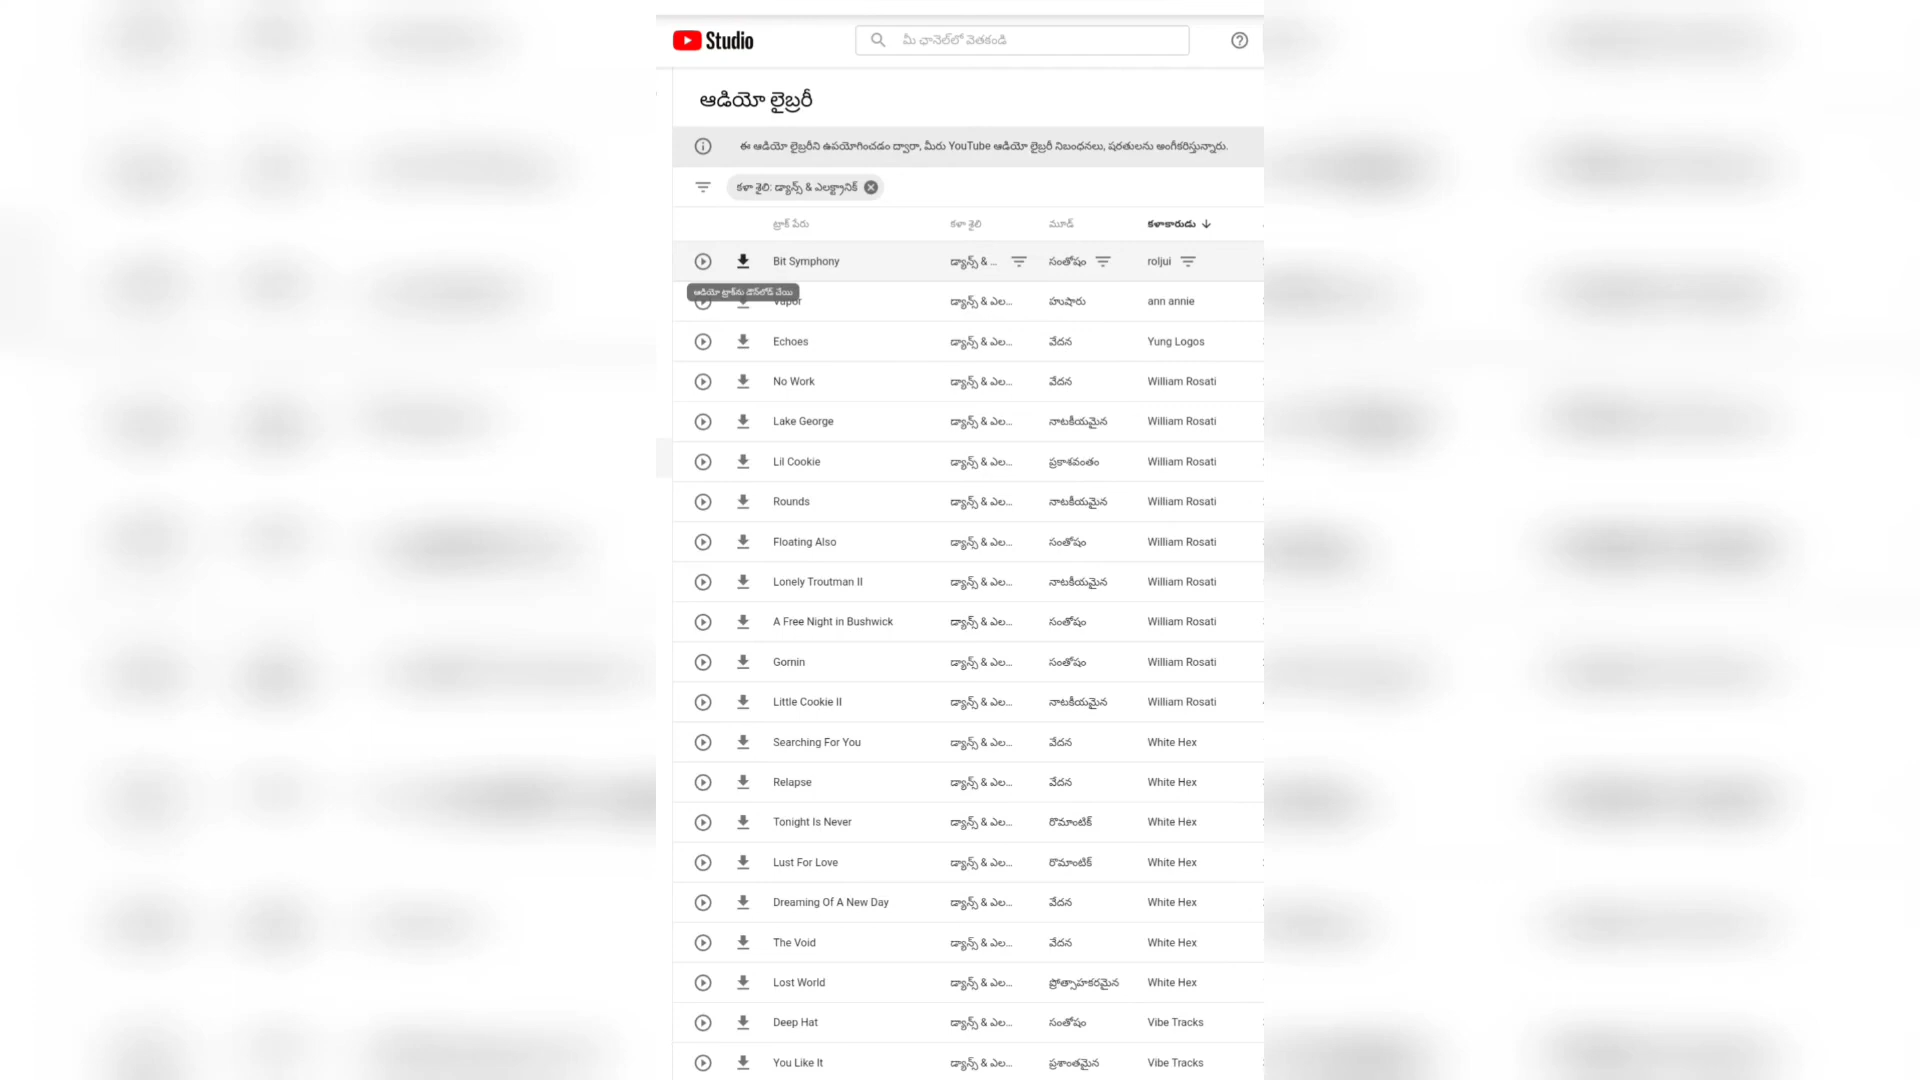 Studio
మీ ఛానెల్‌లో వెతకండి
ఆడియో లైబ్రరీ
ఈ ఆడియో లైబ్రరీని ఉపయోగించడం ద్వారా, మీరు YouTube ఆడియో లైబ్రరీ నిబంధనలు, షరతులను అంగీకరిస్తున్నారు.
కళా శైలి: డ్యాన్స్ & ఎలక్ట్రానిక్
ట్రాక్ పేరు కళా శైలి మూడ్ కళాకారుడు
Bit Symphony డ్యాన్స్ & ... సంతోషం roljui
ఆడియో ట్రాక్‌ను డౌన్‌లోడ్ చేయి
Vapor డ్యాన్స్ & ఎల... హుషారు ann annie
Echoes డ్యాన్స్ & ఎల... వేదన Yung Logos
No Work డ్యాన్స్ & ఎల... వేదన William Rosati
Lake George డ్యాన్స్ & ఎల... నాటకీయమైన William Rosati
Lil Cookie డ్యాన్స్ & ఎల... ప్రకాశవంతం William Rosati
Rounds డ్యాన్స్ & ఎల... నాటకీయమైన William Rosati
Floating Also డ్యాన్స్ & ఎల... సంతోషం William Rosati
Lonely Troutman II డ్యాన్స్ & ఎల... నాటకీయమైన William Rosati
A Free Night in Bushwick డ్యాన్స్ & ఎల... సంతోషం William Rosati
Gornin డ్యాన్స్ & ఎల... సంతోషం William Rosati
Little Cookie II డ్యాన్స్ & ఎల... నాటకీయమైన William Rosati
Searching For You డ్యాన్స్ & ఎల... వేదన White Hex
Relapse డ్యాన్స్ & ఎల... వేదన White Hex
Tonight Is Never డ్యాన్స్ & ఎల... రొమాంటిక్ White Hex
Lust For Love డ్యాన్స్ & ఎల... రొమాంటిక్ White Hex
Dreaming Of A New Day డ్యాన్స్ & ఎల... వేదన White Hex
The Void డ్యాన్స్ & ఎల... వేదన White Hex
Lost World డ్యాన్స్ & ఎల... ప్రోత్సాహకరమైన White Hex
Deep Hat డ్యాన్స్ & ఎల... సంతోషం Vibe Tracks
You Like It డ్యాన్స్ & ఎల... ప్రశాంతమైన Vibe Tracks